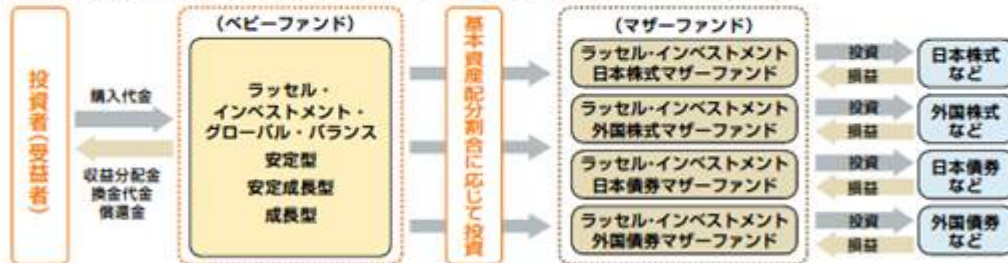 投資者(受益者)
購入代金
収益分配金
換金代金
償還金
(ベビーファンド)
ラッセル・
インベストメント・
グローバル・バランス
安定型
安定成長型
成長型
基本資産配分割合に応じて投資
(マザーファンド)
ラッセル・インベストメント
日本株式マザーファンド
投資
損益
日本株式
など
ラッセル・インベストメント
外国株式マザーファンド
投資
損益
外国株式
など
ラッセル・インベストメント
日本債券マザーファンド
投資
損益
日本債券
など
ラッセル・インベストメント
外国債券マザーファンド
投資
損益
外国債券
など